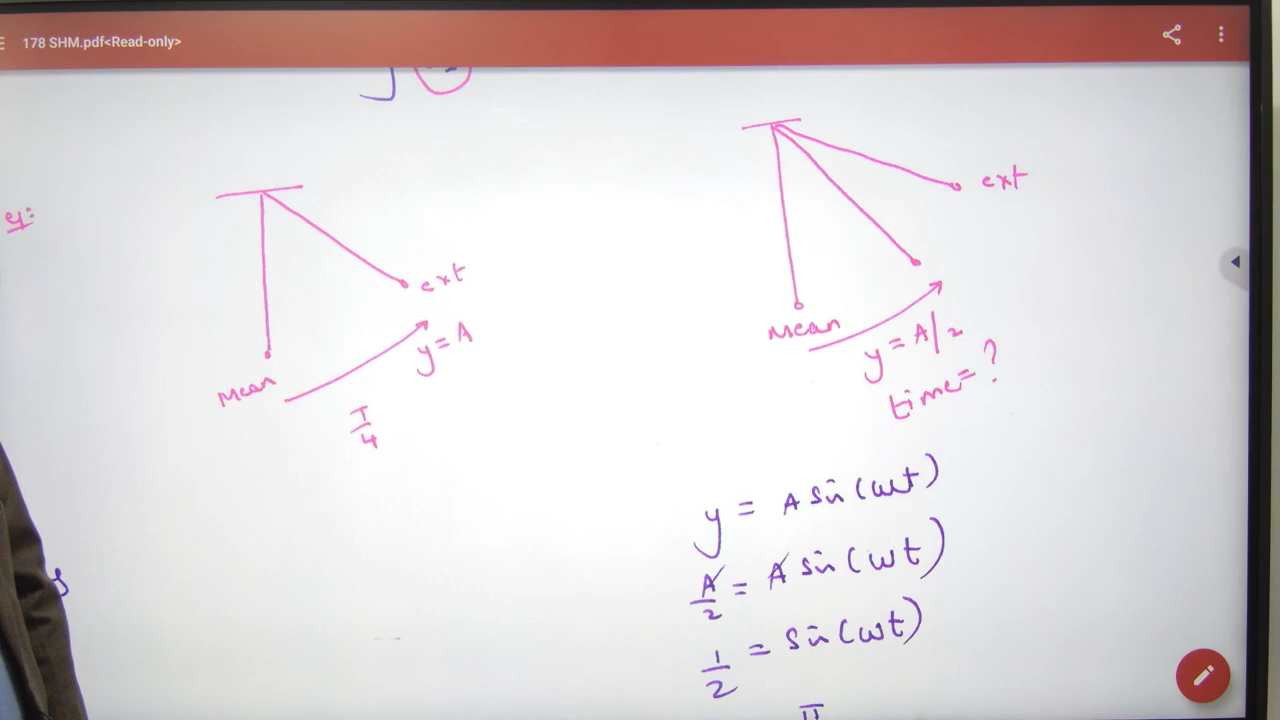 178 SHM.pdf<Read-only>
eg:
Mean
ext
y = A
T/4
Mean
ext
y = A/2
time = ?
y = A sin(ωt)
A/2 = A sin(ωt)
1/2 = sin(ωt)
π